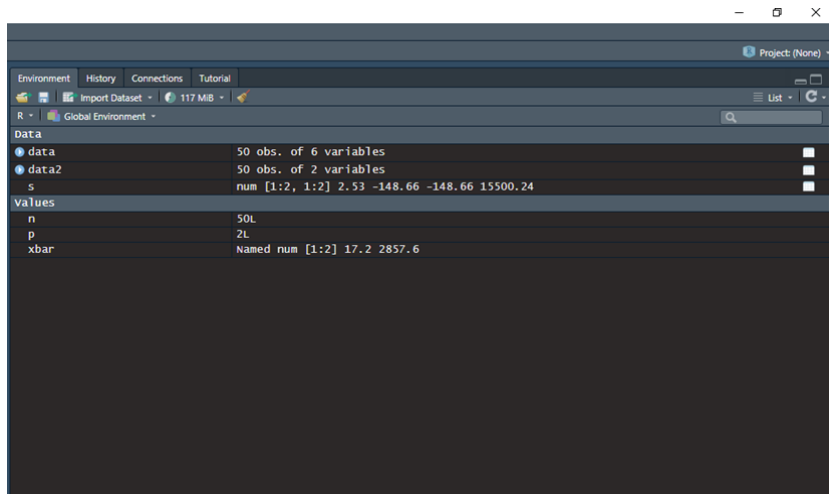 Project: (None)
Environment History Connections Tutorial
Import Dataset 117 MiB List
R Global Environment
Data
data 50 obs. of 6 variables
data2 50 obs. of 2 variables
s num [1:2, 1:2] 2.53 -148.66 -148.66 15500.24
Values
n 50L
p 2L
xbar Named num [1:2] 17.2 2857.6